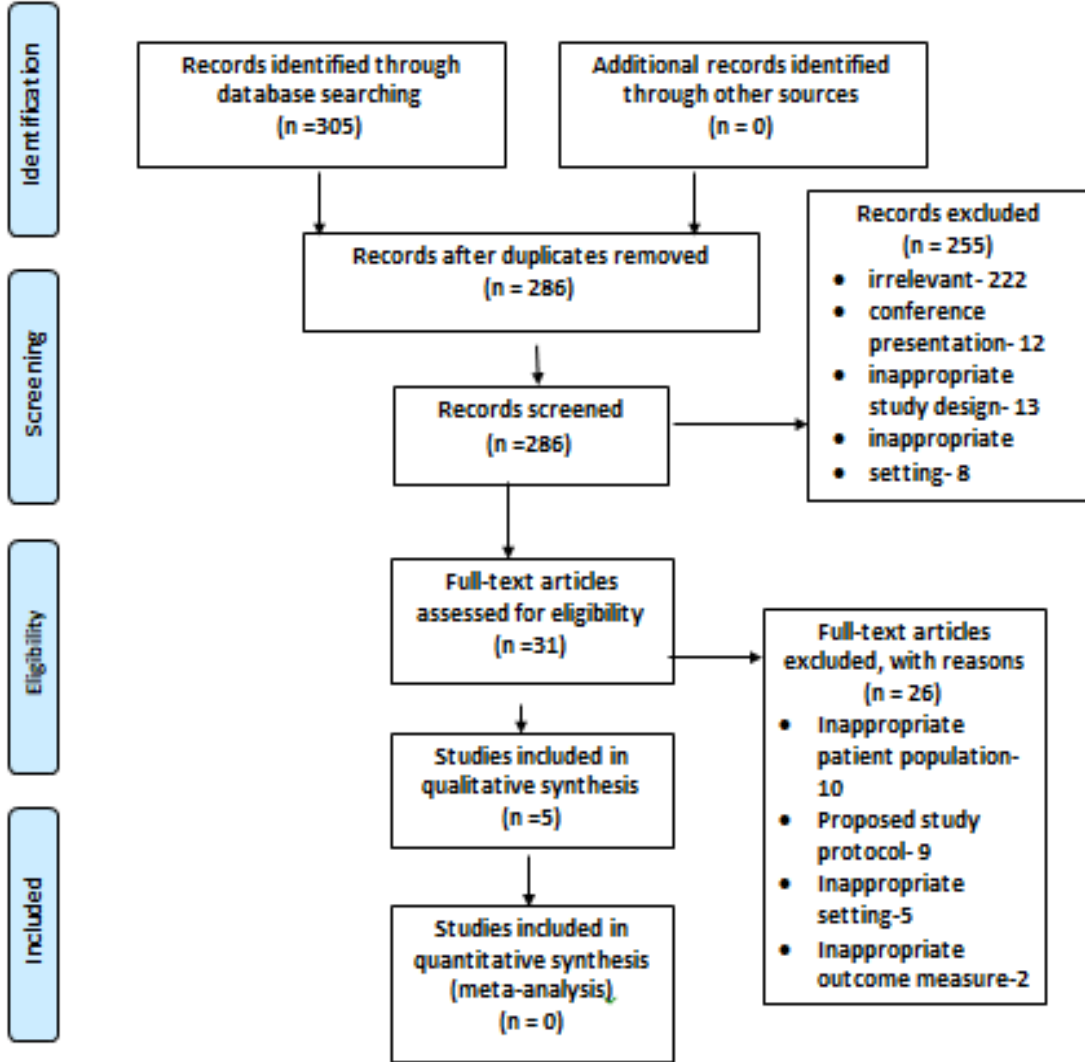 Identification
Records identified through
database searching
(n =305)
Additional records identified
through other sources
(n = 0)
Records after duplicates removed
(n = 286)
Records excluded
(n = 255)
• irrelevant- 222
• conference
presentation- 12
• inappropriate
study design- 13
• inappropriate
• setting- 8
Screening
Records screened
(n =286)
Eligibility
Full-text articles
assessed for eligibility
(n =31)
Full-text articles
excluded, with reasons
(n = 26)
• Inappropriate
patient population-
10
• Proposed study
protocol- 9
• Inappropriate
setting-5
• Inappropriate
outcome measure-2
Studies included in
qualitative synthesis
(n =5)
Included
Studies included in
quantitative synthesis
(meta-analysis)
(n = 0)